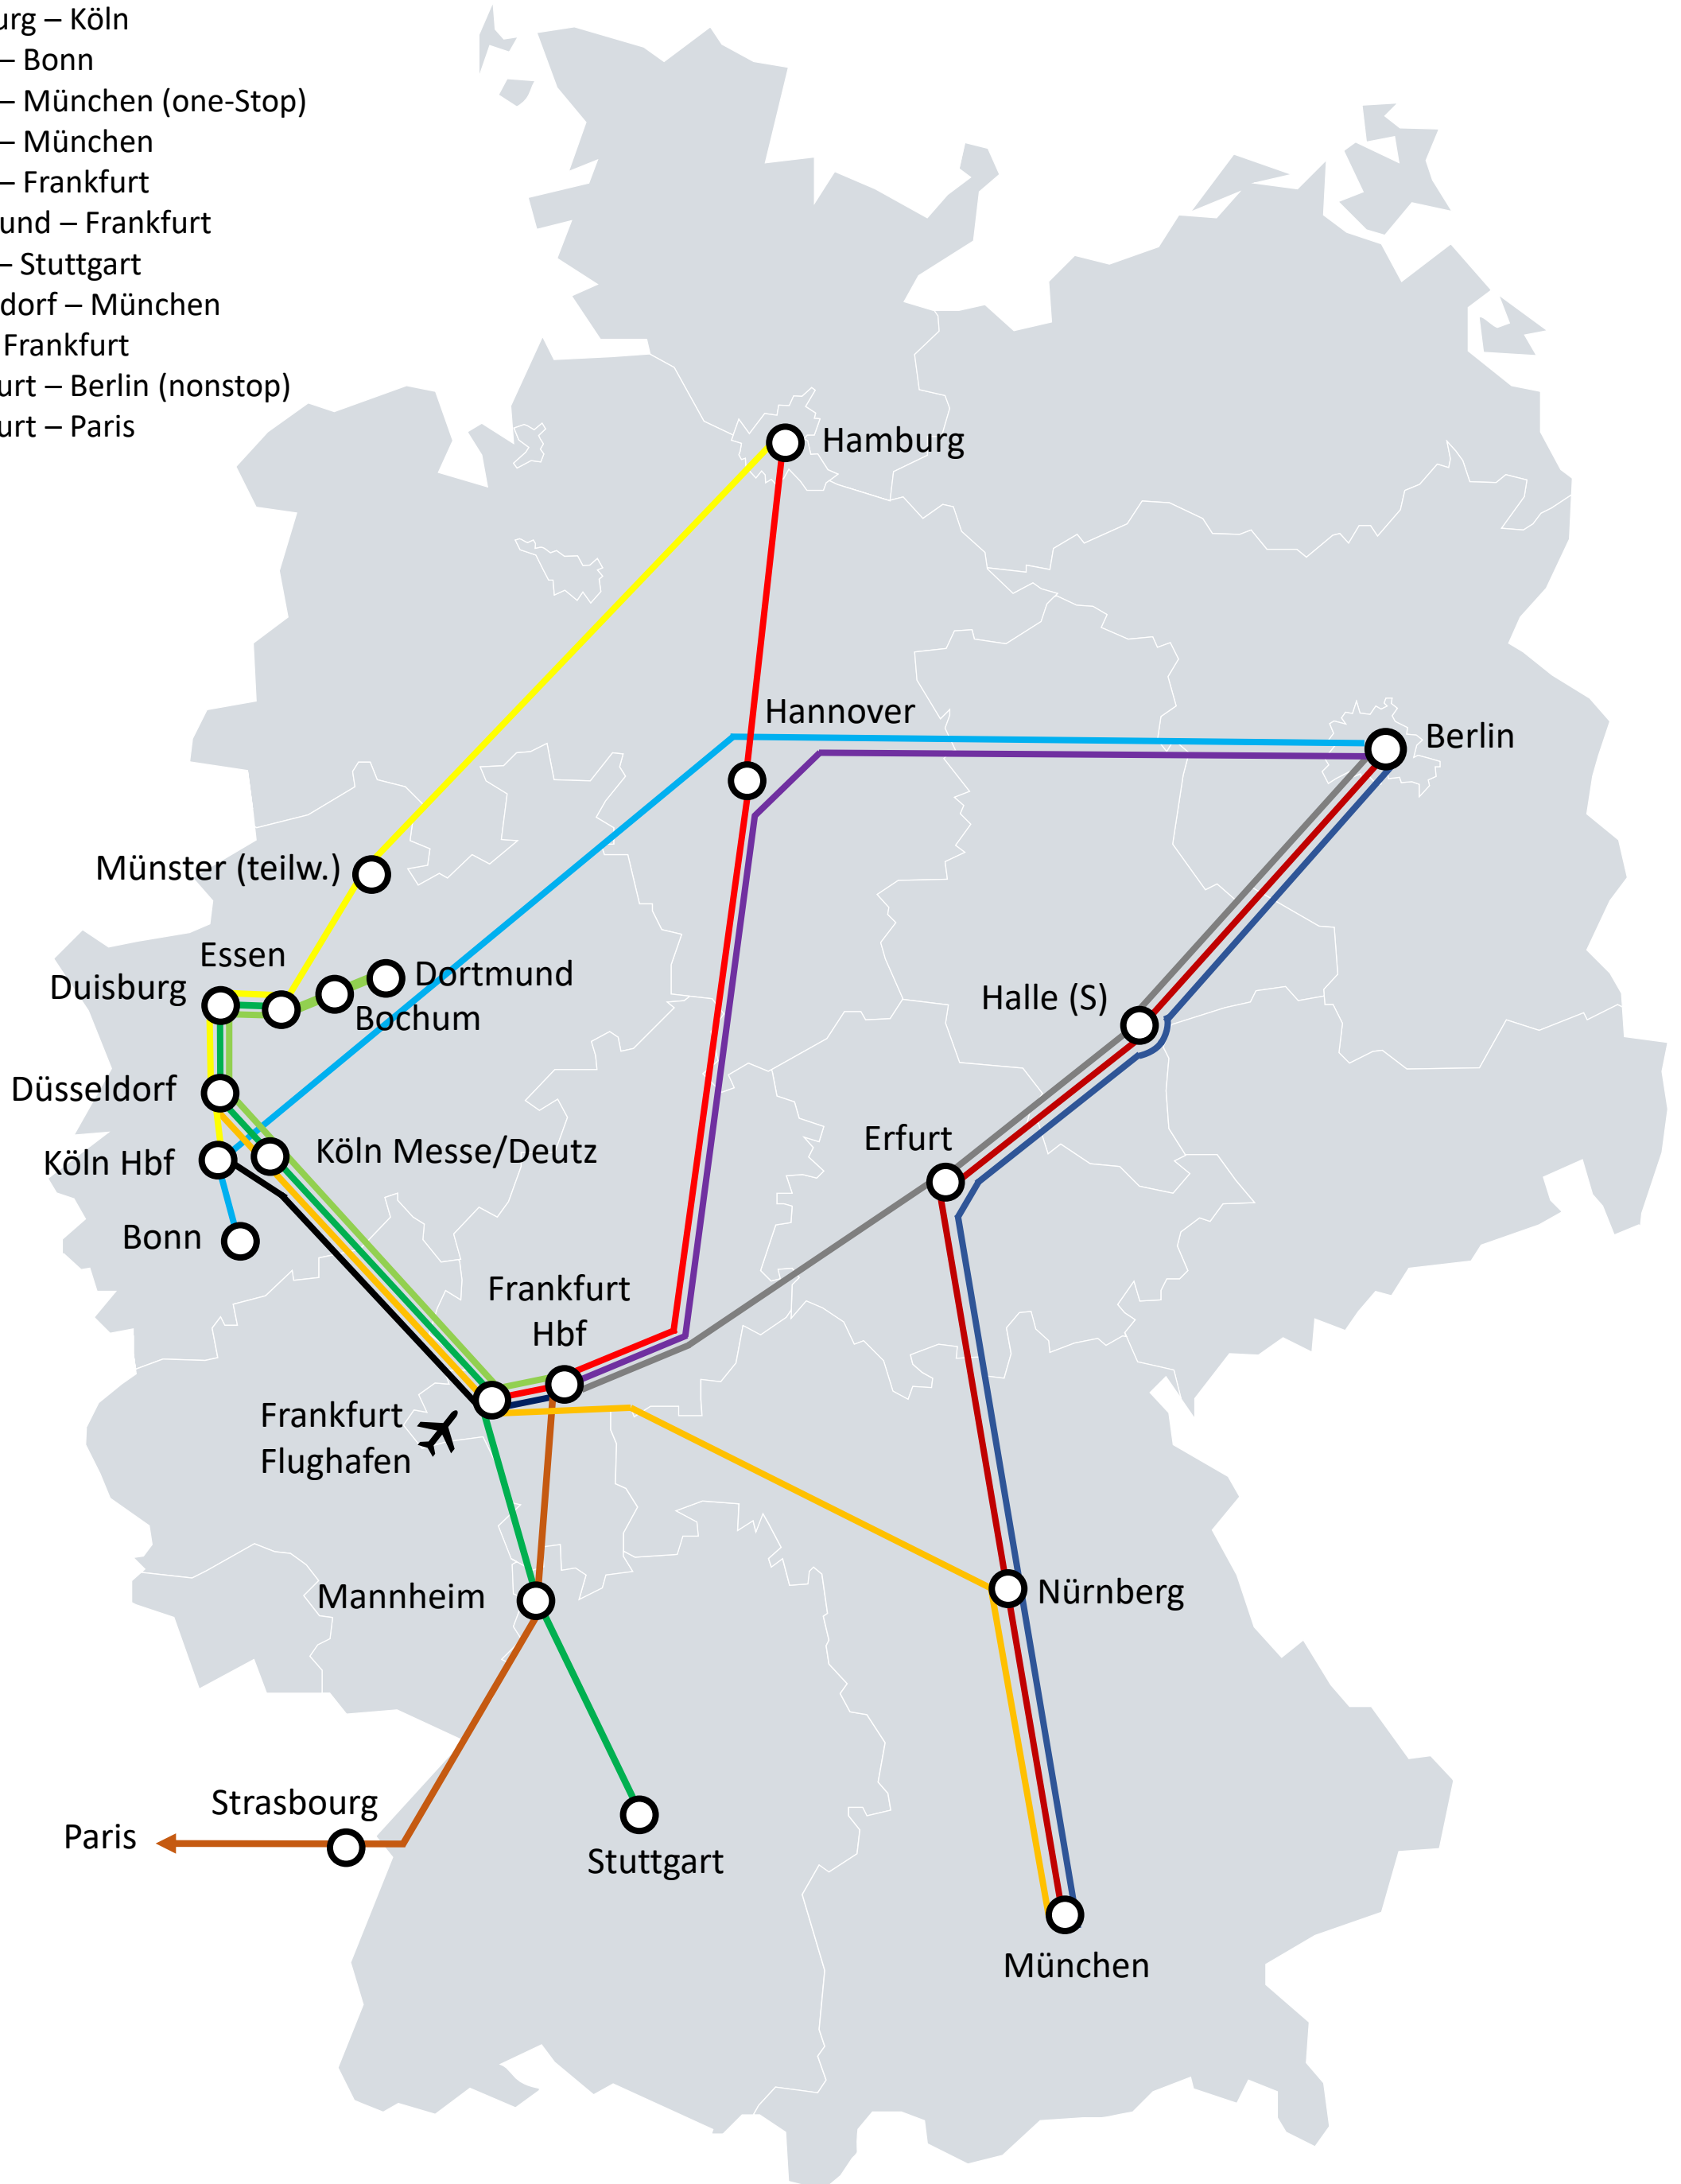 urg – Köln
– Bonn
– München (one-Stop)
– München
– Frankfurt
und – Frankfurt
– Stuttgart
dorf – München
Frankfurt
urt – Berlin (nonstop)
urt – Paris
Hamburg
Hannover
Berlin
Münster (teilw.)
Essen
Dortmund
Duisburg
Halle (S)
Bochum
Düsseldorf
Erfurt
Köln Messe/Deutz
Köln Hbf
Bonn
Frankfurt
Hbf
Frankfurt
Flughafen
Nürnberg
Mannheim
Strasbourg
Paris
Stuttgart
München